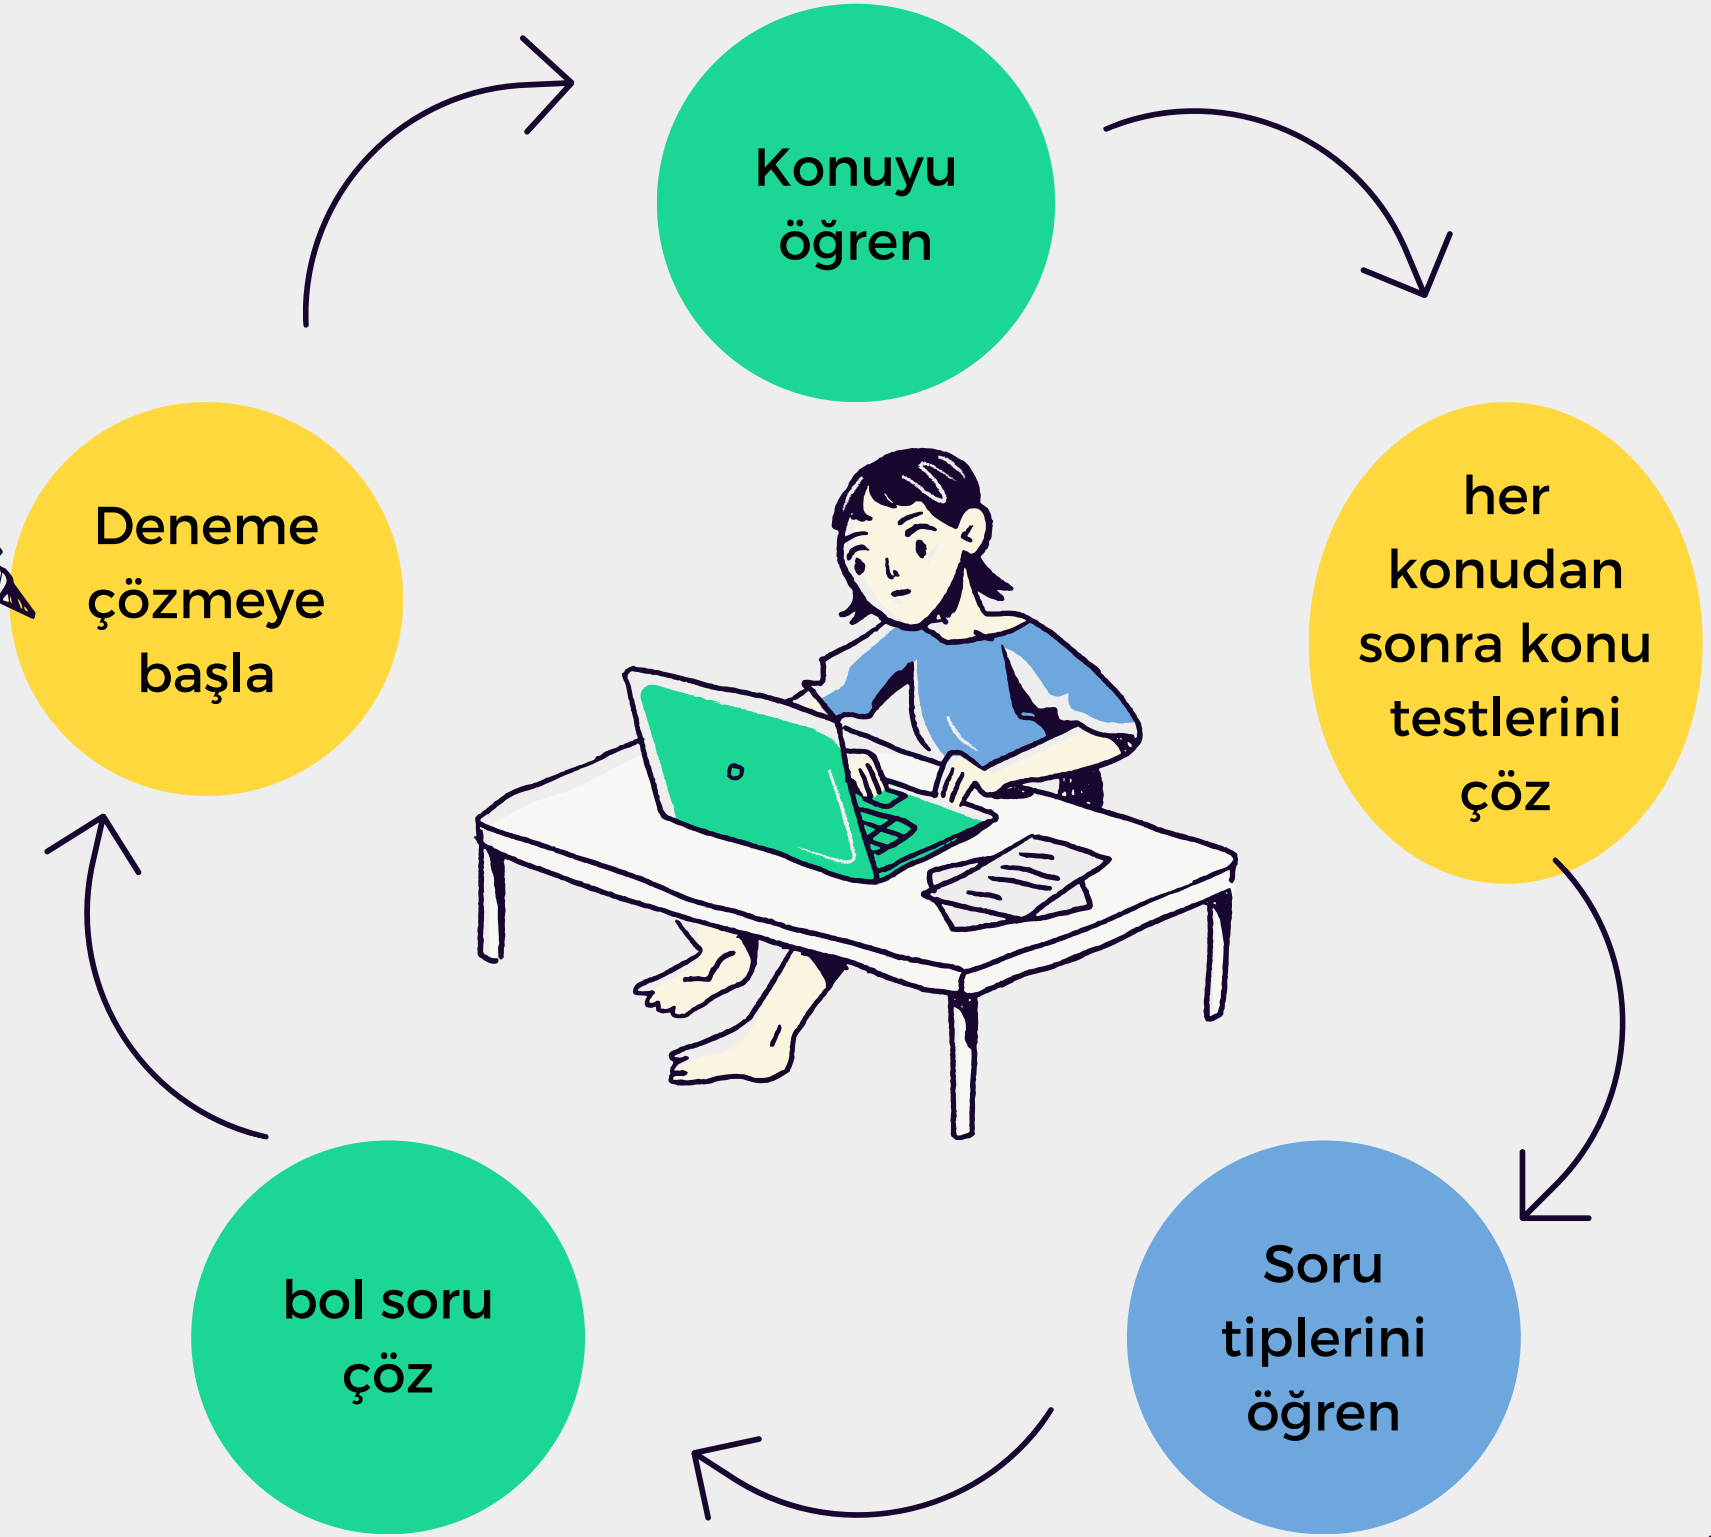 Konuyu
öğren
her
konudan
sonra konu
testlerini
çöz
Soru
tiplerini
öğren
bol soru
çöz
Deneme
çözmeye
başla